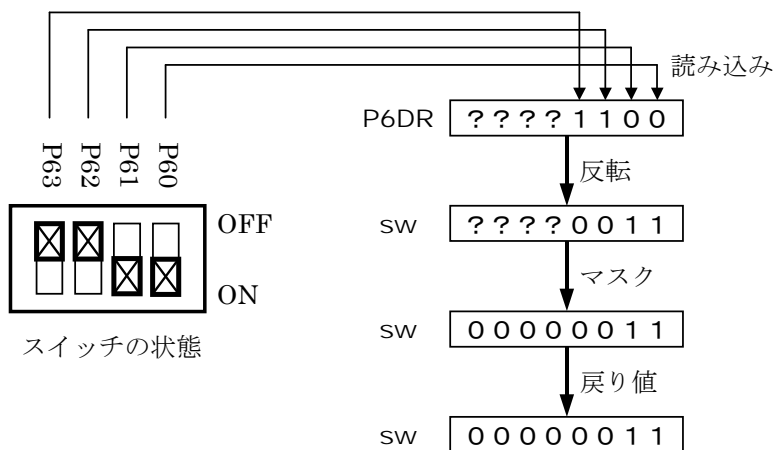 読み込み
P6DR ????1100
P63 P62 P61 P60
反転
OFF
sw ????0011
マスク
ON
sw 00000011
スイッチの状態
戻り値
sw 00000011